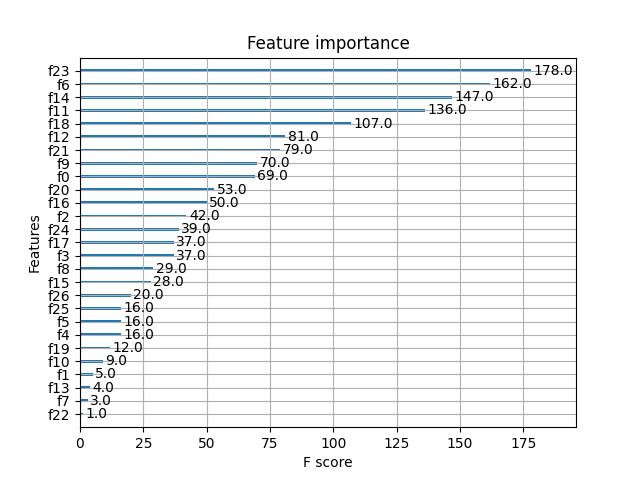 Feature importance
f23 178.0
f6 162.0
f14 147.0
f11 136.0
f18 107.0
f12 81.0
f21 79.0
f9 70.0
f0 69.0
f20 53.0
f16 50.0
f2 42.0
f24 39.0
f17 37.0
f3 37.0
f8 29.0
f15 28.0
f26 20.0
f25 16.0
f5 16.0
f4 16.0
f19 12.0
f10 9.0
f1 5.0
f13 4.0
f7 3.0
f22 1.0
Features
0 25 50 75 100 125 150 175
F score